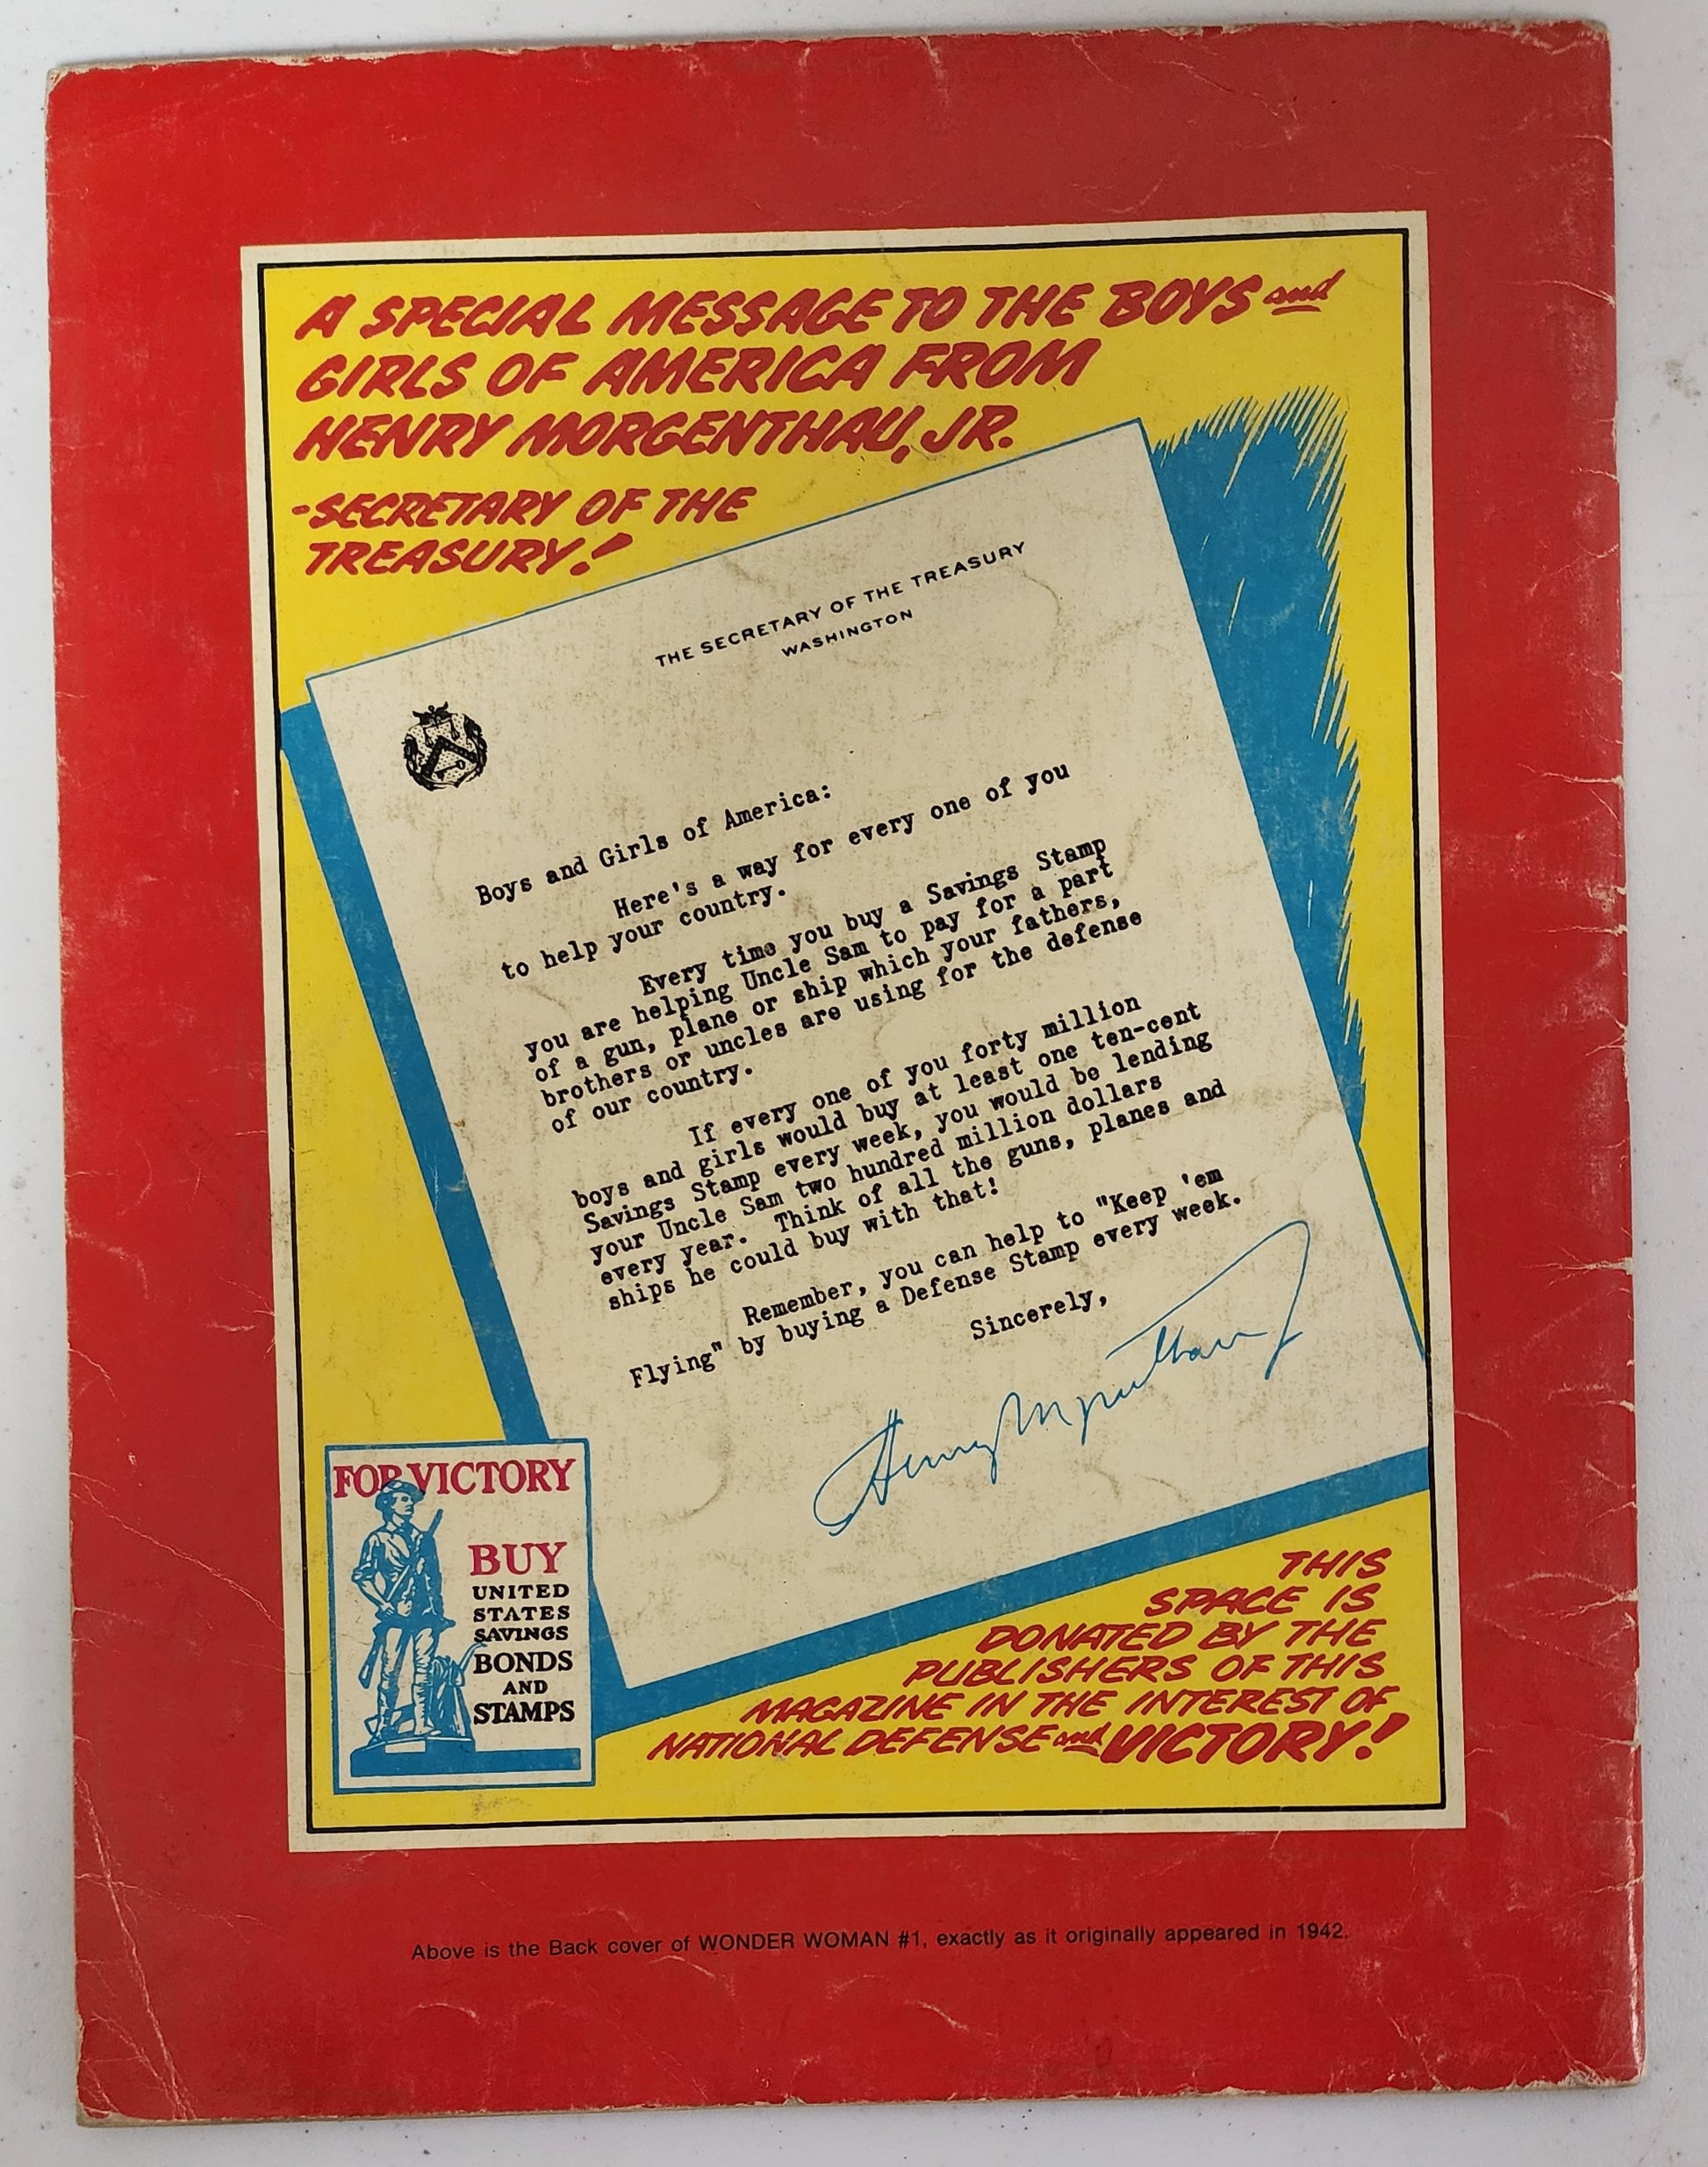 A SPECIAL MESSAGE TO THE BOYS and
GIRLS OF AMERICA FROM
HENRY MORGENTHAU, JR.
-SECRETARY OF THE
TREASURY!
THE SECRETARY OF THE TREASURY
WASHINGTON
Boys and Girls of America:
Here's a way for every one of you
to help your country.
Every time you buy a Savings Stamp
you are helping Uncle Sam to pay for a part
of a gun, plane or ship which your fathers,
brothers or uncles are using for the defense
of our country.
If every one of you forty million
boys and girls would buy at least one ten-cent
Savings Stamp every week, you would be lending
your Uncle Sam two hundred million dollars
every year. Think of all the guns, planes and
ships he could buy with that!
Remember, you can help to "Keep 'em
Flying" by buying a Defense Stamp every week.
Sincerely,
Henry Morgenthau Jr
FOR VICTORY
BUY
UNITED
STATES
SAVINGS
BONDS
AND
STAMPS
THIS
SPACE IS
DONATED BY THE
PUBLISHERS OF THIS
MAGAZINE IN THE INTEREST OF
NATIONAL DEFENSE and VICTORY!
Above is the Back cover of WONDER WOMAN #1, exactly as it originally appeared in 1942.